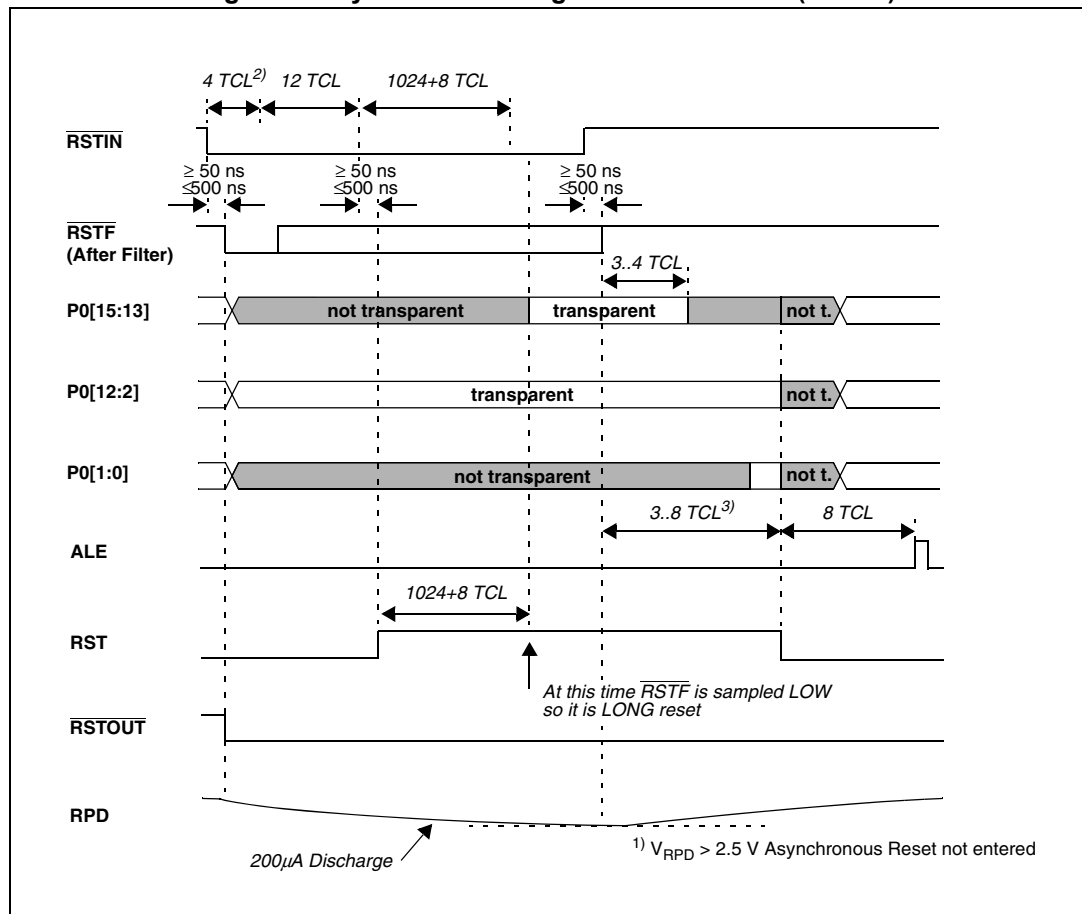 4 TCL2) 12 TCL 1024+8 TCL
RSTIN
≥ 50 ns ≥ 50 ns ≥ 50 ns
≤500 ns ≤500 ns ≤500 ns
RSTF
(After Filter)
3..4 TCL
P0[15:13] not transparent transparent not t.
P0[12:2] transparent not t.
P0[1:0] not transparent not t.
3..8 TCL3) 8 TCL
ALE
1024+8 TCL
RST
At this time RSTF is sampled LOW
so it is LONG reset
RSTOUT
RPD
200µA Discharge
1) VRPD > 2.5 V Asynchronous Reset not entered